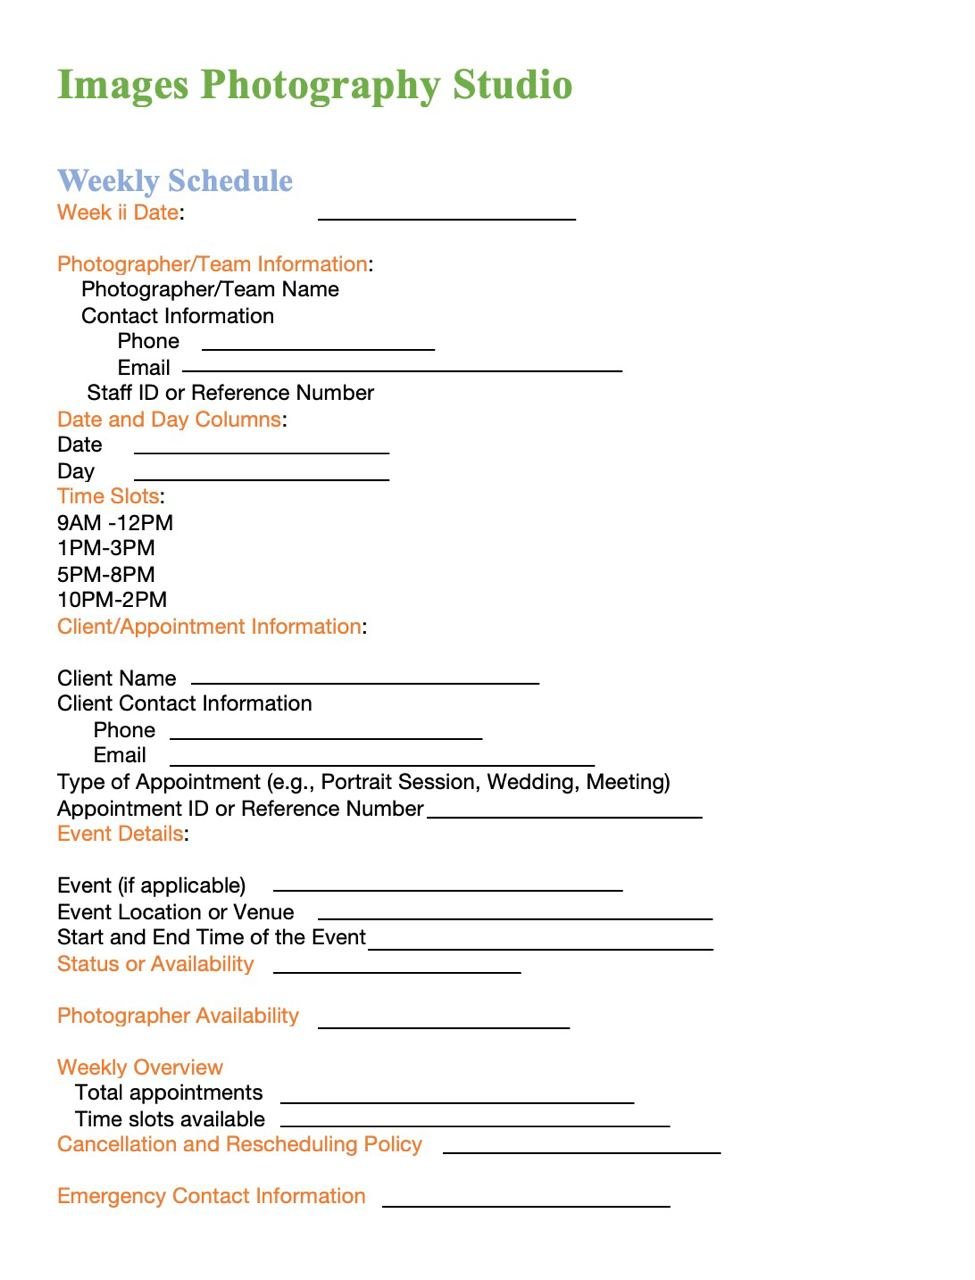 Images Photography Studio
Weekly Schedule
Week ii Date:
Photographer/Team Information:
Photographer/Team Name
Contact Information
Phone
Email
Staff ID or Reference Number
Date and Day Columns:
Date
Day
Time Slots:
9AM -12PM
1PM-3PM
5PM-8PM
10PM-2PM
Client/Appointment Information:
Client Name
Client Contact Information
Phone
Email
Type of Appointment (e.g., Portrait Session, Wedding, Meeting)
Appointment ID or Reference Number
Event Details:
Event (if applicable)
Event Location or Venue
Start and End Time of the Event
Status or Availability
Photographer Availability
Weekly Overview
Total appointments
Time slots available
Cancellation and Rescheduling Policy
Emergency Contact Information